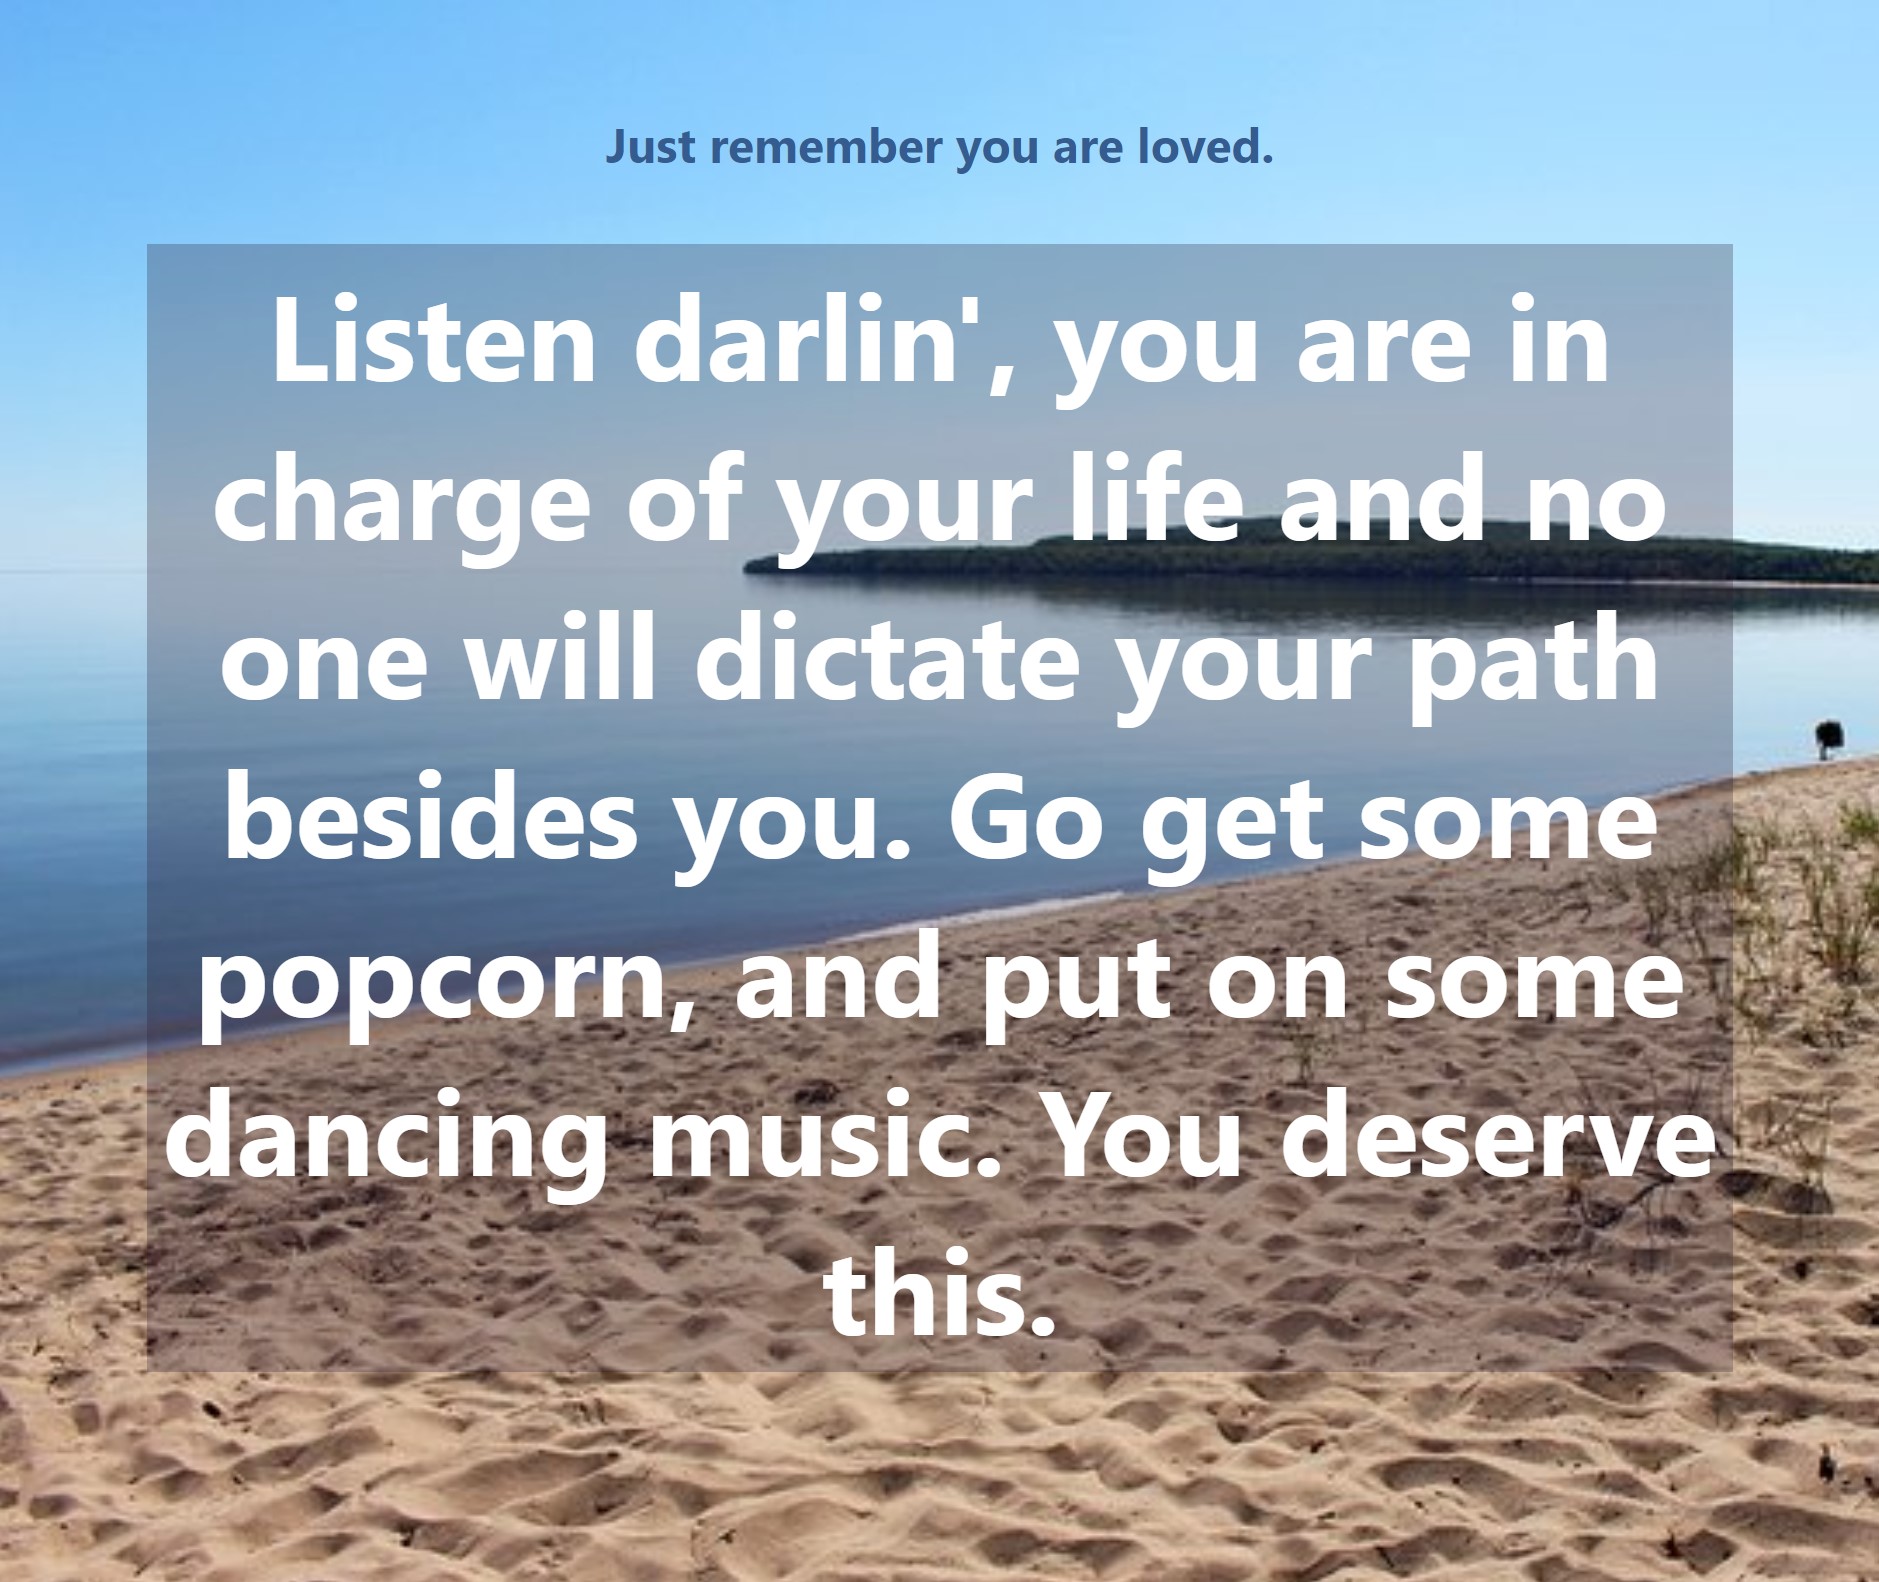 Just remember you are loved.
Listen darlin', you are in
charge of your life and no
one will dictate your path
besides you. Go get some
popcorn, and put on some
dancing music. You deserve
this.